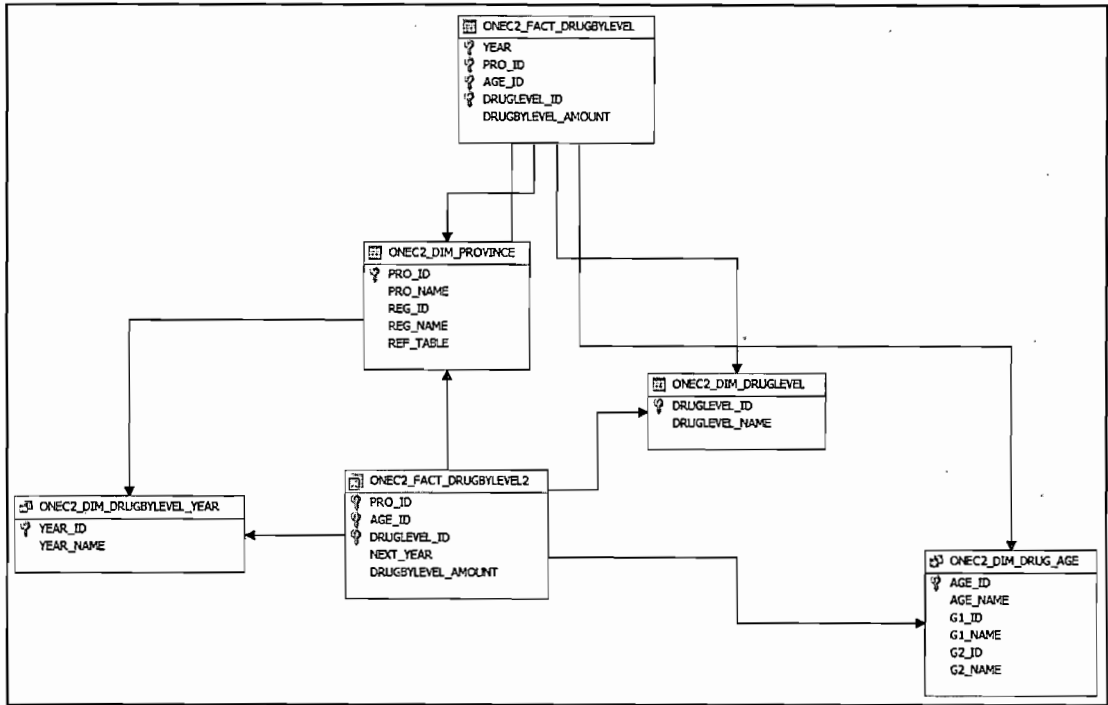 ONEC2_FACT_DRUGBYLEVEL
YEAR
PRO_ID
AGE_ID
DRUGLEVEL_ID
DRUGBYLEVEL_AMOUNT
ONEC2_DIM_PROVINCE
PRO_ID
PRO_NAME
REG_ID
REG_NAME
REF_TABLE
ONEC2_DIM_DRUGLEVEL
DRUGLEVEL_ID
DRUGLEVEL_NAME
ONEC2_FACT_DRUGBYLEVEL2
PRO_ID
AGE_ID
DRUGLEVEL_ID
NEXT_YEAR
DRUGBYLEVEL_AMOUNT
ONEC2_DIM_DRUGBYLEVEL_YEAR
YEAR_ID
YEAR_NAME
ONEC2_DIM_DRUG_AGE
AGE_ID
AGE_NAME
G1_ID
G1_NAME
G2_ID
G2_NAME